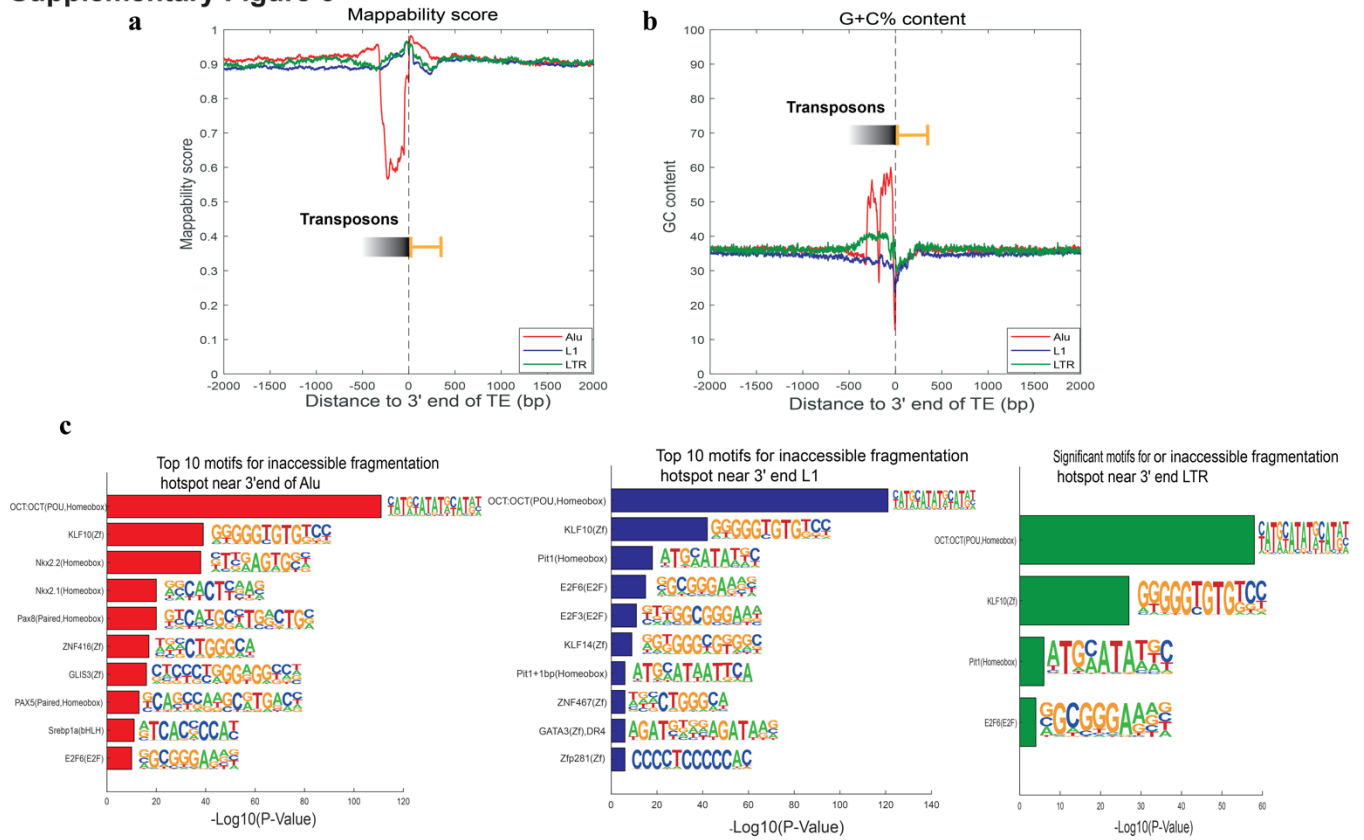 a
Mappability score
1
0.9
0.8
0.7
0.6
0.5
0.4
0.3
0.2
0.1
0
Mappability score
Transposons
Alu
L1
LTR
-2000 -1500 -1000 -500 0 500 1000 1500 2000
Distance to 3' end of TE (bp)
b
G+C% content
100
90
80
70
60
50
40
30
20
10
0
GC content
Transposons
Alu
L1
LTR
-2000 -1500 -1000 -500 0 500 1000 1500 2000
Distance to 3' end of TE (bp)
c
Top 10 motifs for inaccessible fragmentation
hotspot near 3'end of Alu
OCT:OCT(POU,Homeobox)
KLF10(Zf)
Nkx2.2(Homeobox)
Nkx2.1(Homeobox)
Pax8(Paired,Homeobox)
ZNF416(Zf)
GLIS3(Zf)
PAX5(Paired,Homeobox)
Srebp1a(bHLH)
E2F6(E2F)
0 20 40 60 80 100 120
-Log10(P-Value)
Top 10 motifs for inaccessible fragmentation
hotspot near 3' end L1
OCT:OCT(POU,Homeobox)
KLF10(Zf)
Pit1(Homeobox)
E2F6(E2F)
E2F3(E2F)
KLF14(Zf)
Pit1+1bp(Homeobox)
ZNF467(Zf)
GATA3(Zf),DR4
Zfp281(Zf)
0 20 40 60 80 100 120 140
-Log10(P-Value)
Significant motifs for or inaccessible fragmentation
hotspot near 3' end LTR
OCT:OCT(POU,Homeobox)
KLF10(Zf)
Pit1(Homeobox)
E2F6(E2F)
0 10 20 30 40 50 60
-Log10(P-Value)